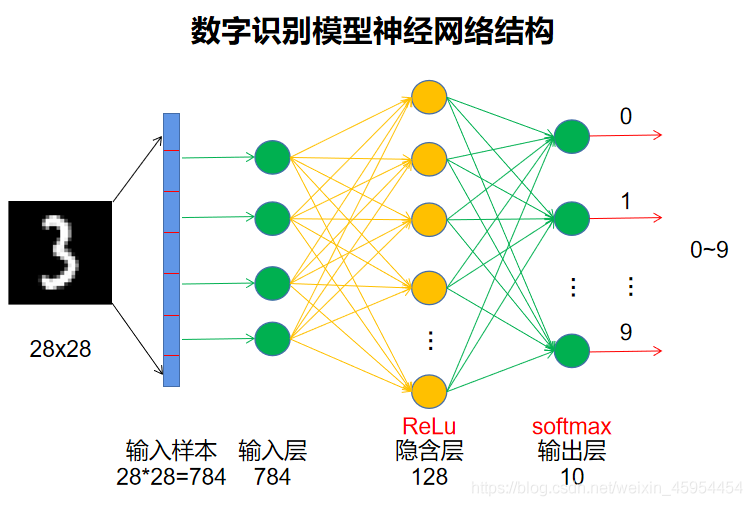 数字识别模型神经网络结构
0
1
0~9
⋮ ⋮
9
28x28
ReLu
softmax
输入样本
输入层
隐含层
输出层
28*28=784
784
128
10
https://blog.csdn.net/weixin_45954454